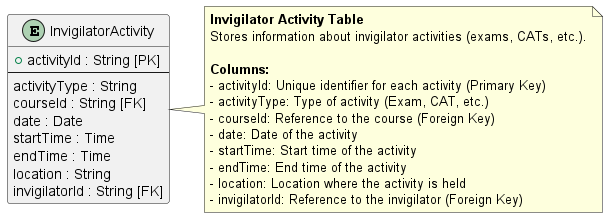 E InvigilatorActivity
activityId : String [PK]
activityType : String
courseId : String [FK]
date : Date
startTime : Time
endTime : Time
location : String
invigilatorId : String [FK]
Invigilator Activity Table
Stores information about invigilator activities (exams, CATs, etc.).
Columns:
- activityId: Unique identifier for each activity (Primary Key)
- activityType: Type of activity (Exam, CAT, etc.)
- courseId: Reference to the course (Foreign Key)
- date: Date of the activity
- startTime: Start time of the activity
- endTime: End time of the activity
- location: Location where the activity is held
- invigilatorId: Reference to the invigilator (Foreign Key)